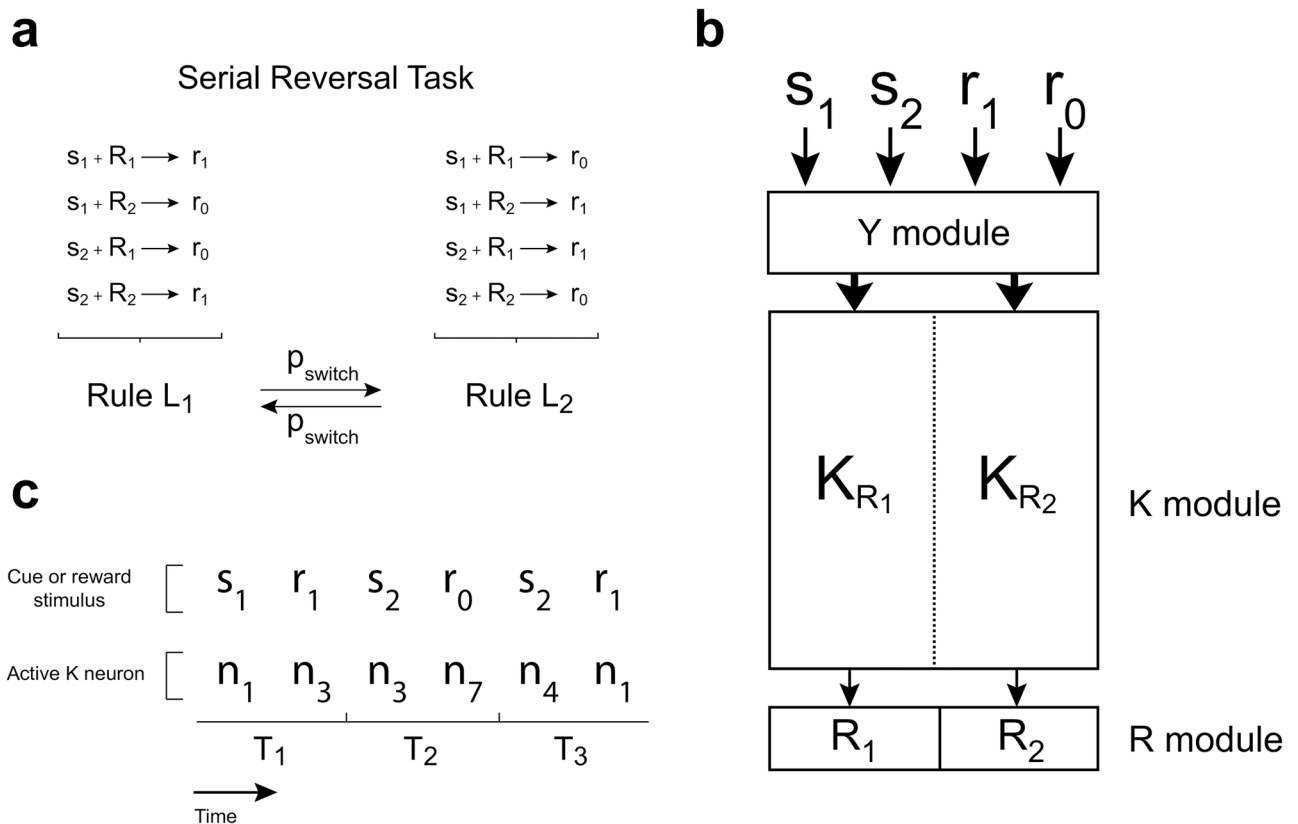 a
Serial Reversal Task
s1 + R1 → r1
s1 + R2 → r0
s2 + R1 → r0
s2 + R2 → r1
Rule L1
s1 + R1 → r0
s1 + R2 → r1
s2 + R1 → r1
s2 + R2 → r0
Rule L2
pswitch
pswitch
b
s1 s2 r1 r0
Y module
KR1 KR2
K module
R1 R2
R module
c
Cue or reward
stimulus
s1 r1 s2 r0 s2 r1
Active K neuron
n1 n3 n3 n7 n4 n1
T1 T2 T3
Time